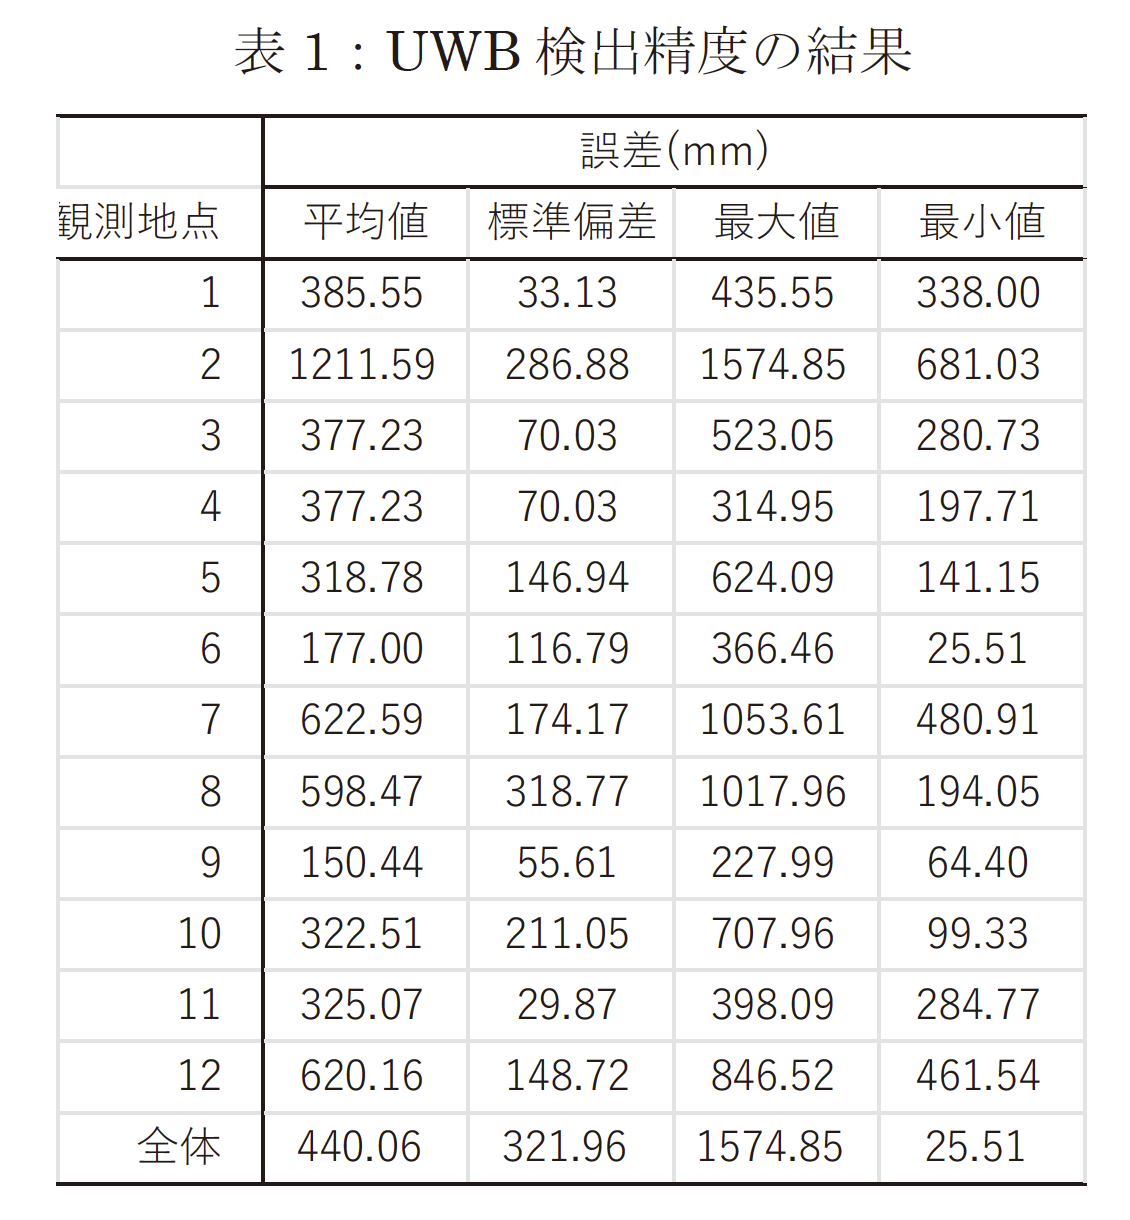 表 1：UWB 検出精度の結果
誤差(mm)
観測地点 平均値 標準偏差 最大値 最小値
1 385.55 33.13 435.55 338.00
2 1211.59 286.88 1574.85 681.03
3 377.23 70.03 523.05 280.73
4 377.23 70.03 314.95 197.71
5 318.78 146.94 624.09 141.15
6 177.00 116.79 366.46 25.51
7 622.59 174.17 1053.61 480.91
8 598.47 318.77 1017.96 194.05
9 150.44 55.61 227.99 64.40
10 322.51 211.05 707.96 99.33
11 325.07 29.87 398.09 284.77
12 620.16 148.72 846.52 461.54
全体 440.06 321.96 1574.85 25.51